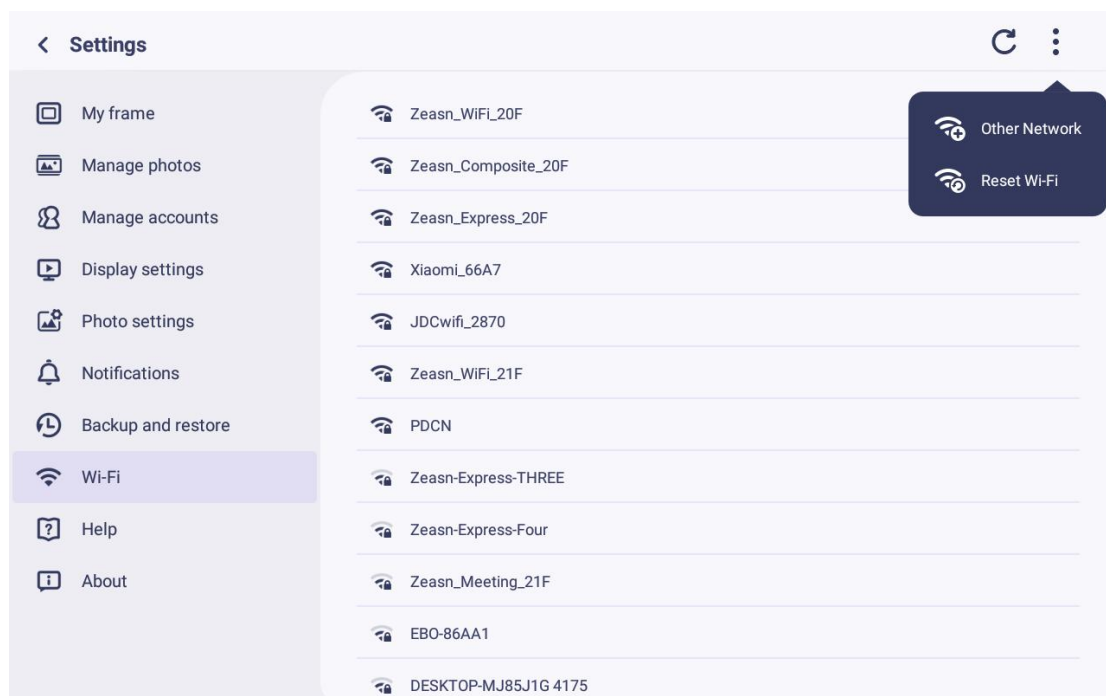 Settings
My frame
Manage photos
Manage accounts
Display settings
Photo settings
Notifications
Backup and restore
Wi-Fi
Help
About
Zeasn_WiFi_20F
Zeasn_Composite_20F
Zeasn_Express_20F
Xiaomi_66A7
JDCwifi_2870
Zeasn_WiFi_21F
PDCN
Zeasn-Express-THREE
Zeasn-Express-Four
Zeasn_Meeting_21F
EBO-86AA1
DESKTOP-MJ85J1G 4175
Other Network
Reset Wi-Fi